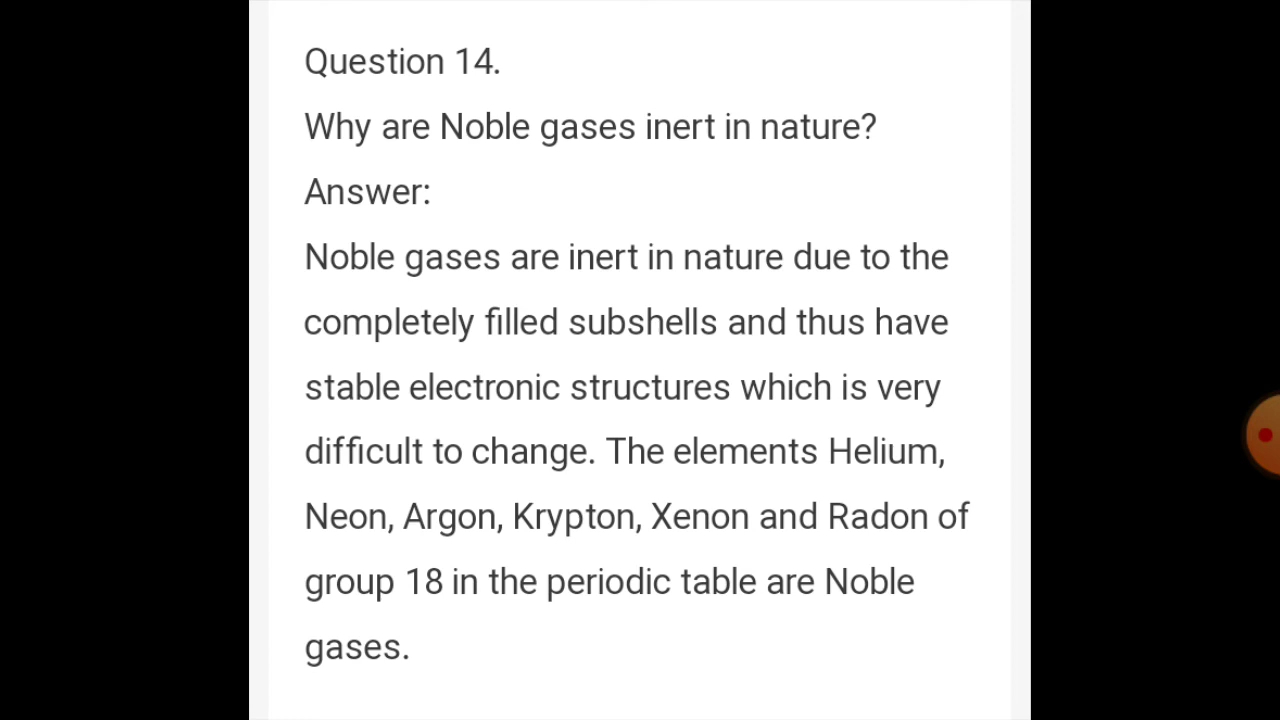 Question 14.
Why are Noble gases inert in nature?
Answer:
Noble gases are inert in nature due to the
completely filled subshells and thus have
stable electronic structures which is very
difficult to change. The elements Helium,
Neon, Argon, Krypton, Xenon and Radon of
group 18 in the periodic table are Noble
gases.